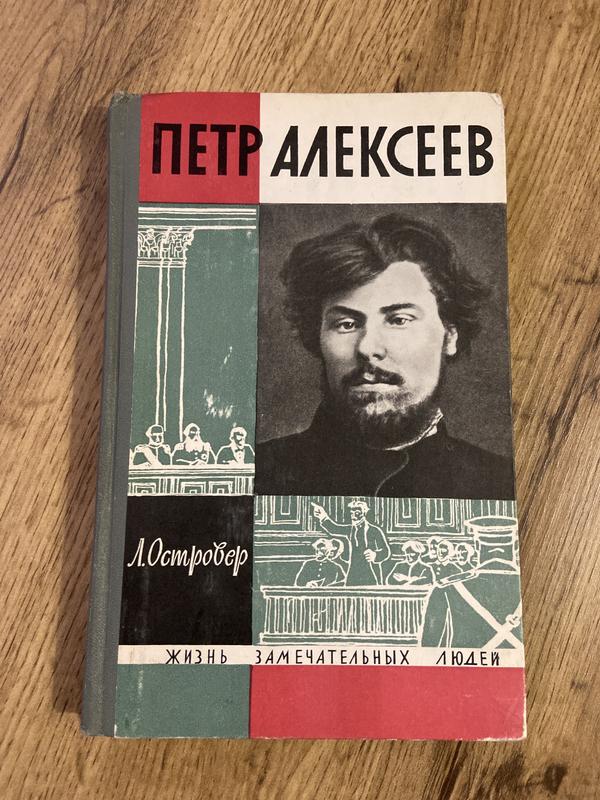 ПЕТР АЛЕКСЕЕВ
Л. Островер
ЖИЗНЬ ЗАМЕЧАТЕЛЬНЫХ ЛЮДЕЙ